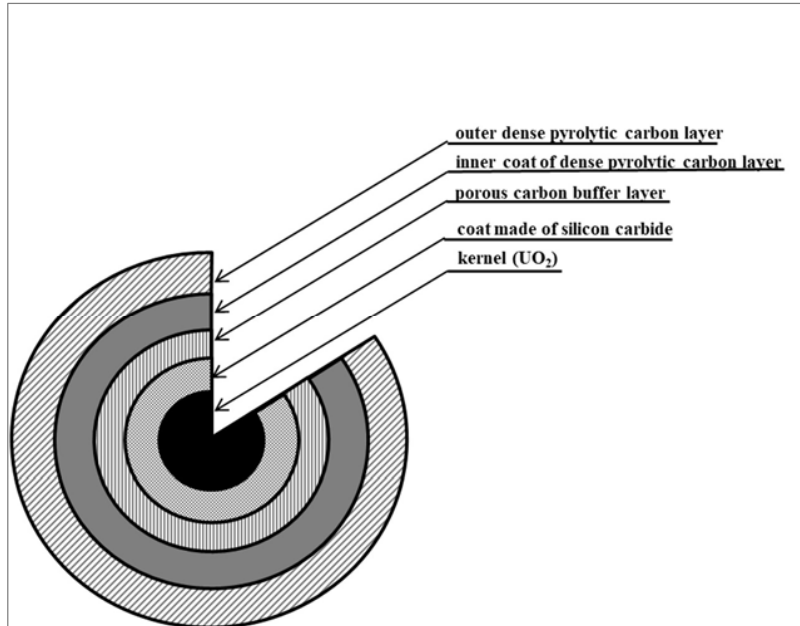 outer dense pyrolytic carbon layer
inner coat of dense pyrolytic carbon layer
porous carbon buffer layer
coat made of silicon carbide
kernel (UO₂)